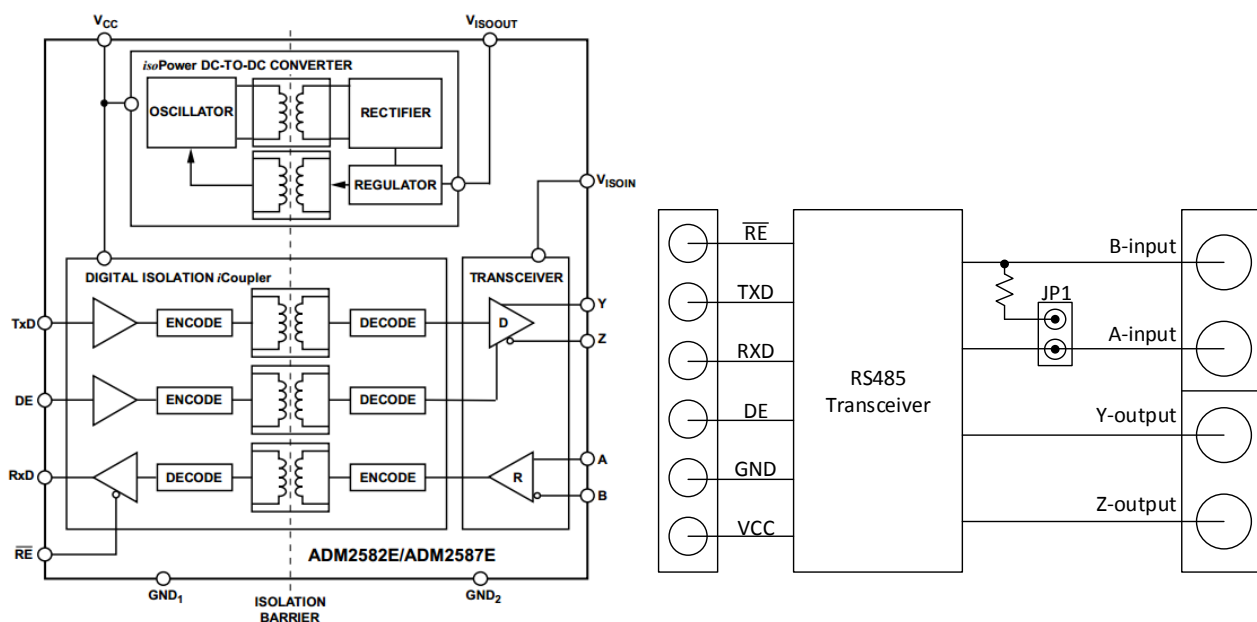 VCC
VISOOUT
isoPower DC-TO-DC CONVERTER
OSCILLATOR
RECTIFIER
REGULATOR
VISOIN
DIGITAL ISOLATION iCoupler
TRANSCEIVER
TxD
ENCODE
DECODE
D
Y
Z
DE
ENCODE
DECODE
RxD
DECODE
ENCODE
R
A
B
RE
ADM2582E/ADM2587E
GND1
ISOLATION
BARRIER
GND2
RE
TXD
RXD
DE
GND
VCC
RS485
Transceiver
JP1
B-input
A-input
Y-output
Z-output